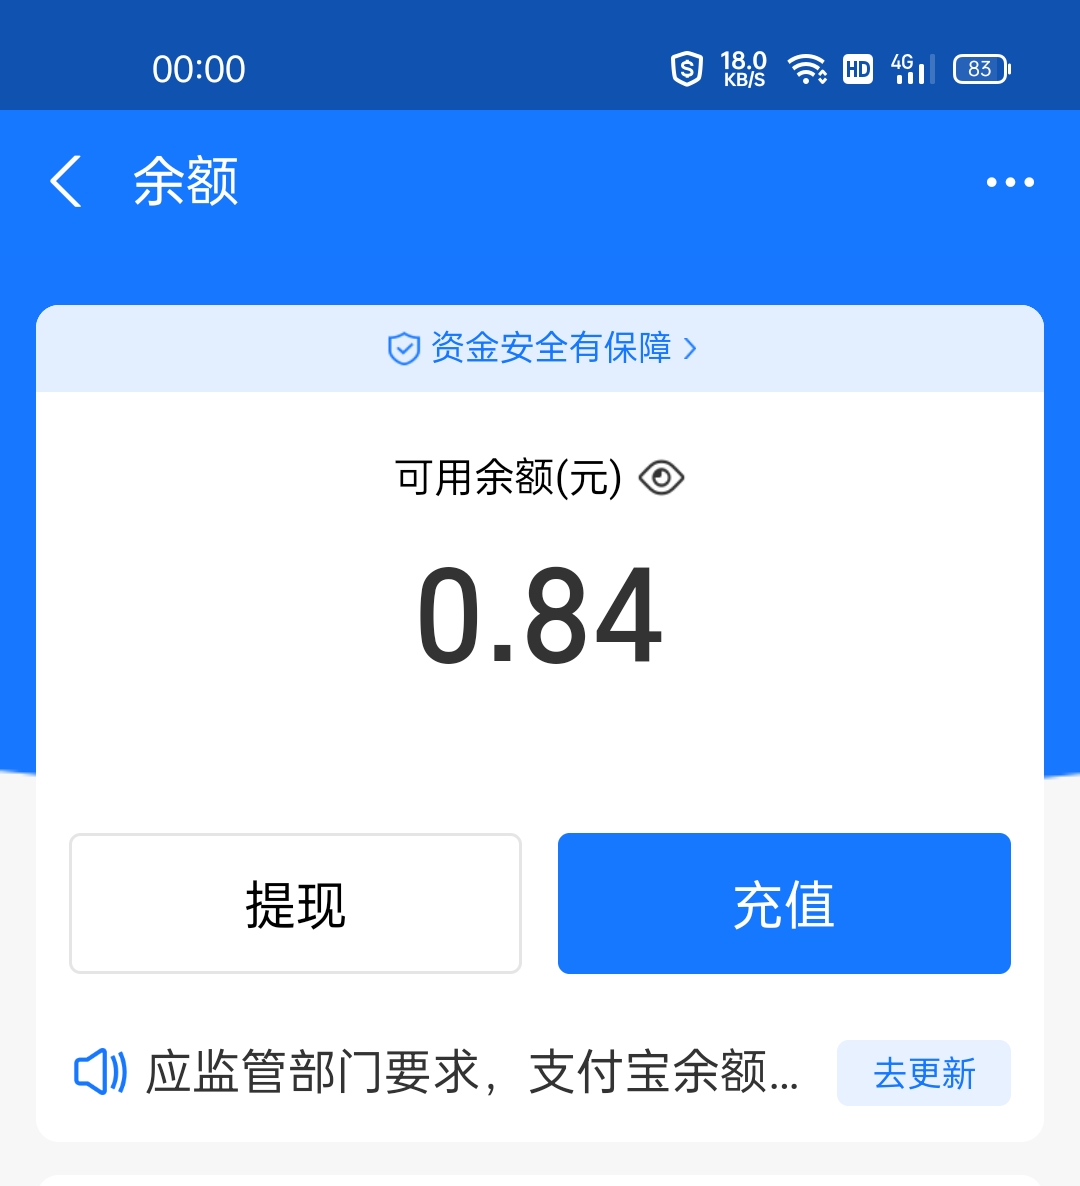 00:00
18.0
KB/S
HD
4G
83
余额
资金安全有保障
可用余额(元)
0.84
提现
充值
应监管部门要求，支付宝余额...
去更新